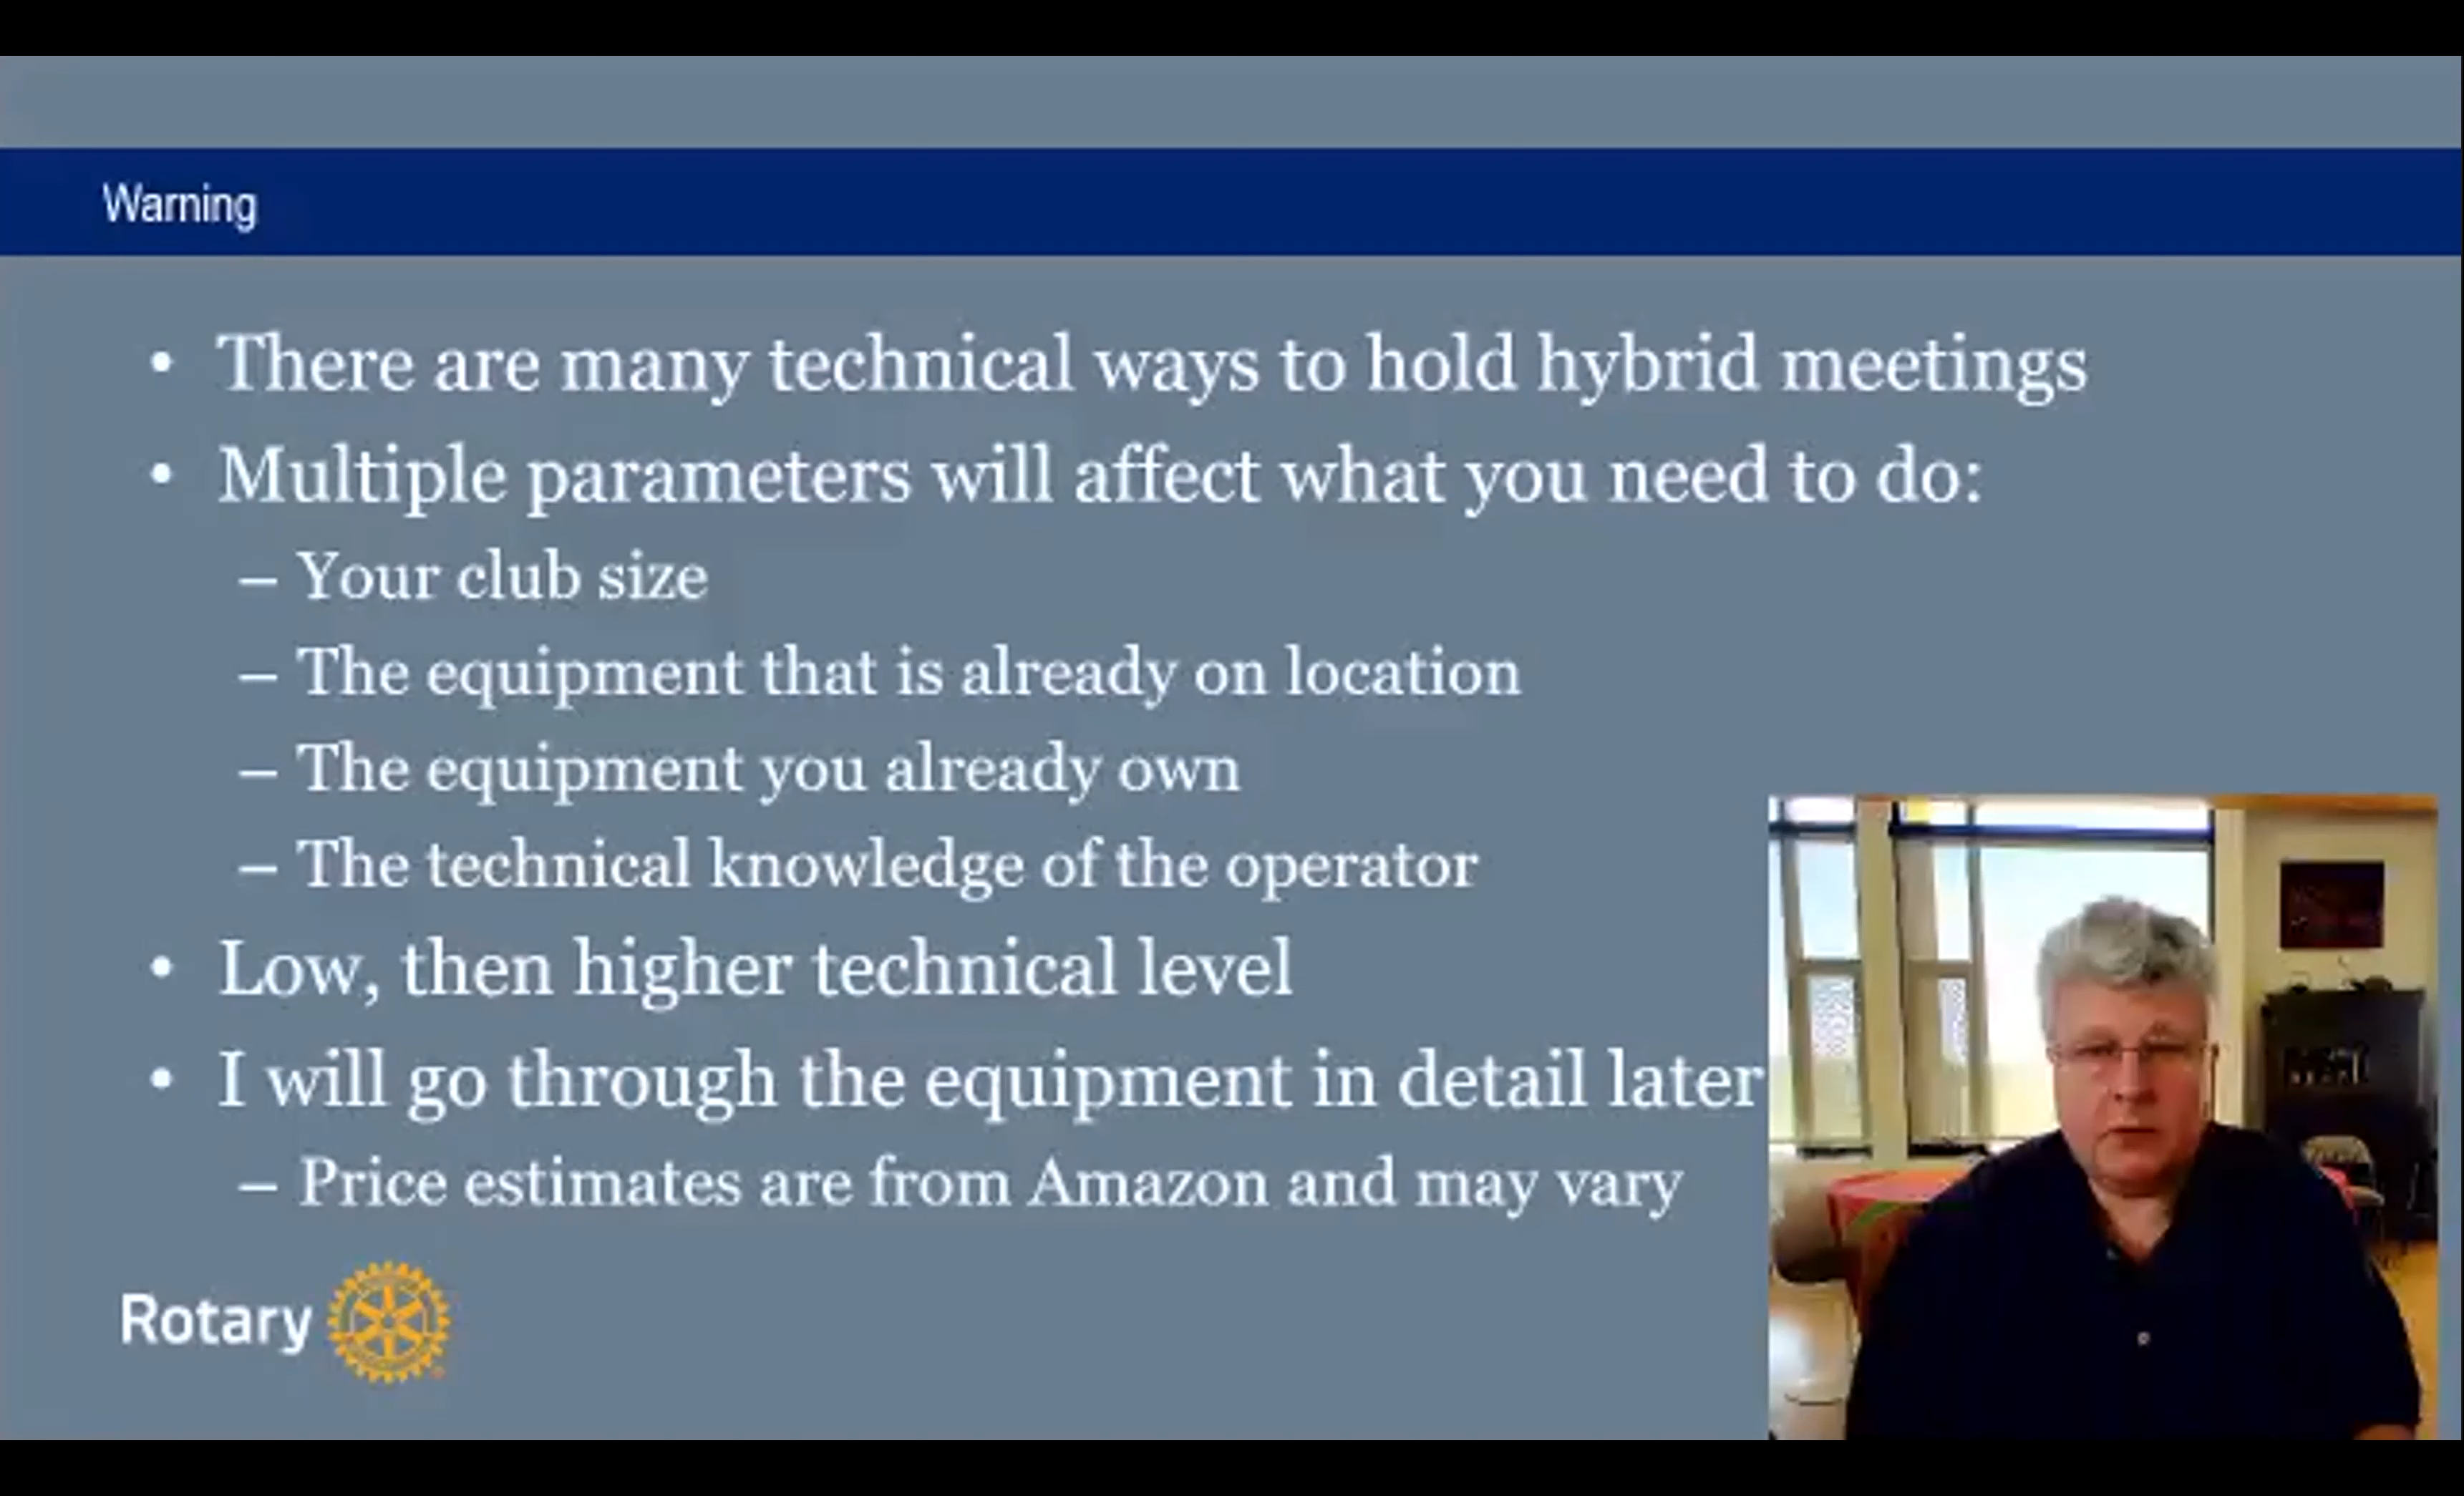 Warning
• There are many technical ways to hold hybrid meetings
• Multiple parameters will affect what you need to do:
– Your club size
– The equipment that is already on location
– The equipment you already own
– The technical knowledge of the operator
• Low, then higher technical level
• I will go through the equipment in detail later
– Price estimates are from Amazon and may vary
Rotary